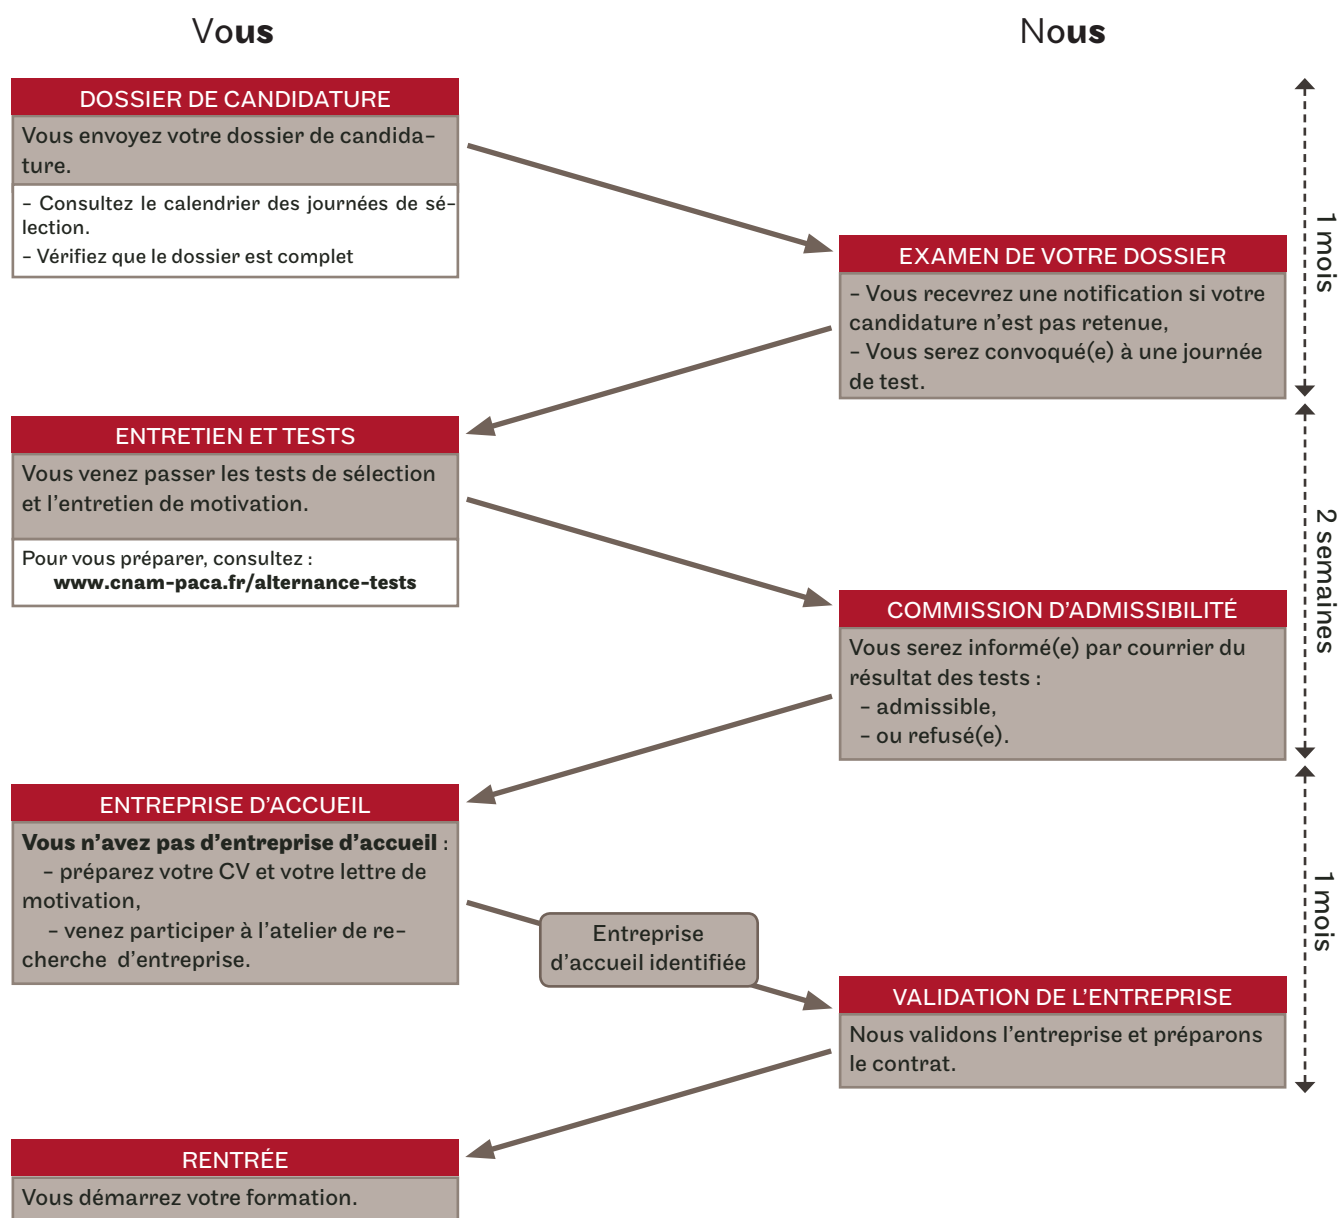 Vous
Nous
DOSSIER DE CANDIDATURE
Vous envoyez votre dossier de candida-
ture.
- Consultez le calendrier des journées de sé-
lection.
- Vérifiez que le dossier est complet
EXAMEN DE VOTRE DOSSIER
- Vous recevrez une notification si votre
candidature n'est pas retenue,
- Vous serez convoqué(e) à une journée
de test.
1 mois
ENTRETIEN ET TESTS
Vous venez passer les tests de sélection
et l'entretien de motivation.
Pour vous préparer, consultez :
www.cnam-paca.fr/alternance-tests
COMMISSION D'ADMISSIBILITÉ
Vous serez informé(e) par courrier du
résultat des tests :
- admissible,
- ou refusé(e).
2 semaines
ENTREPRISE D'ACCUEIL
Vous n'avez pas d'entreprise d'accueil :
- préparez votre CV et votre lettre de
motivation,
- venez participer à l'atelier de re-
cherche d'entreprise.
Entreprise
d'accueil identifiée
VALIDATION DE L'ENTREPRISE
Nous validons l'entreprise et préparons
le contrat.
1 mois
RENTRÉE
Vous démarrez votre formation.